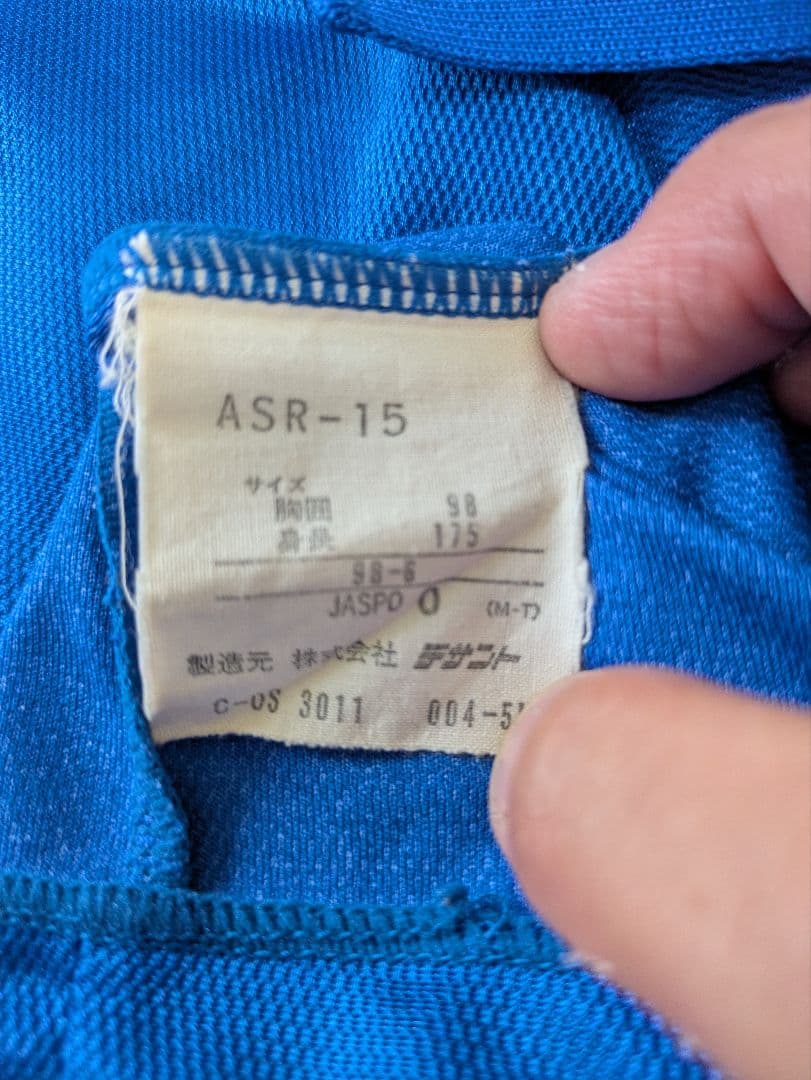 ASR-15
サイズ
胸囲 98
身長 175
98-6
JASPO O (M-T)
製造元 株式会社 デサント
C-OS 3011 004-5